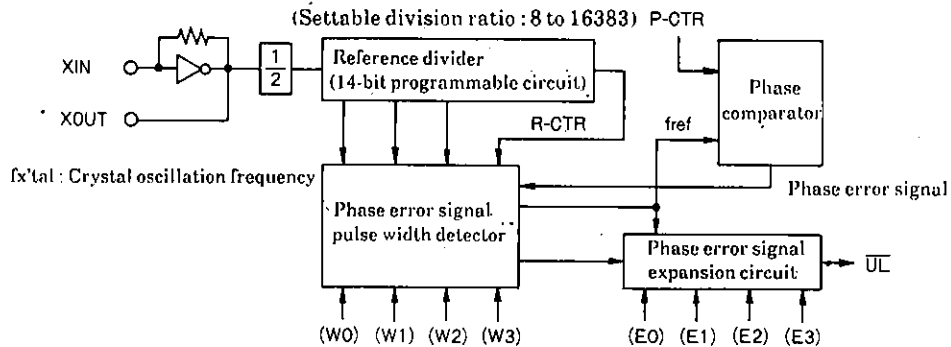 (Settable division ratio : 8 to 16383) P-CTR
XIN
1
2
Reference divider
(14-bit programmable circuit)
Phase
comparator
XOUT
R-CTR
fref
fx'tal : Crystal oscillation frequency
Phase error signal
Phase error signal
pulse width detector
Phase error signal
expansion circuit
UL
(W0) (W1) (W2) (W3)
(E0) (E1) (E2) (E3)